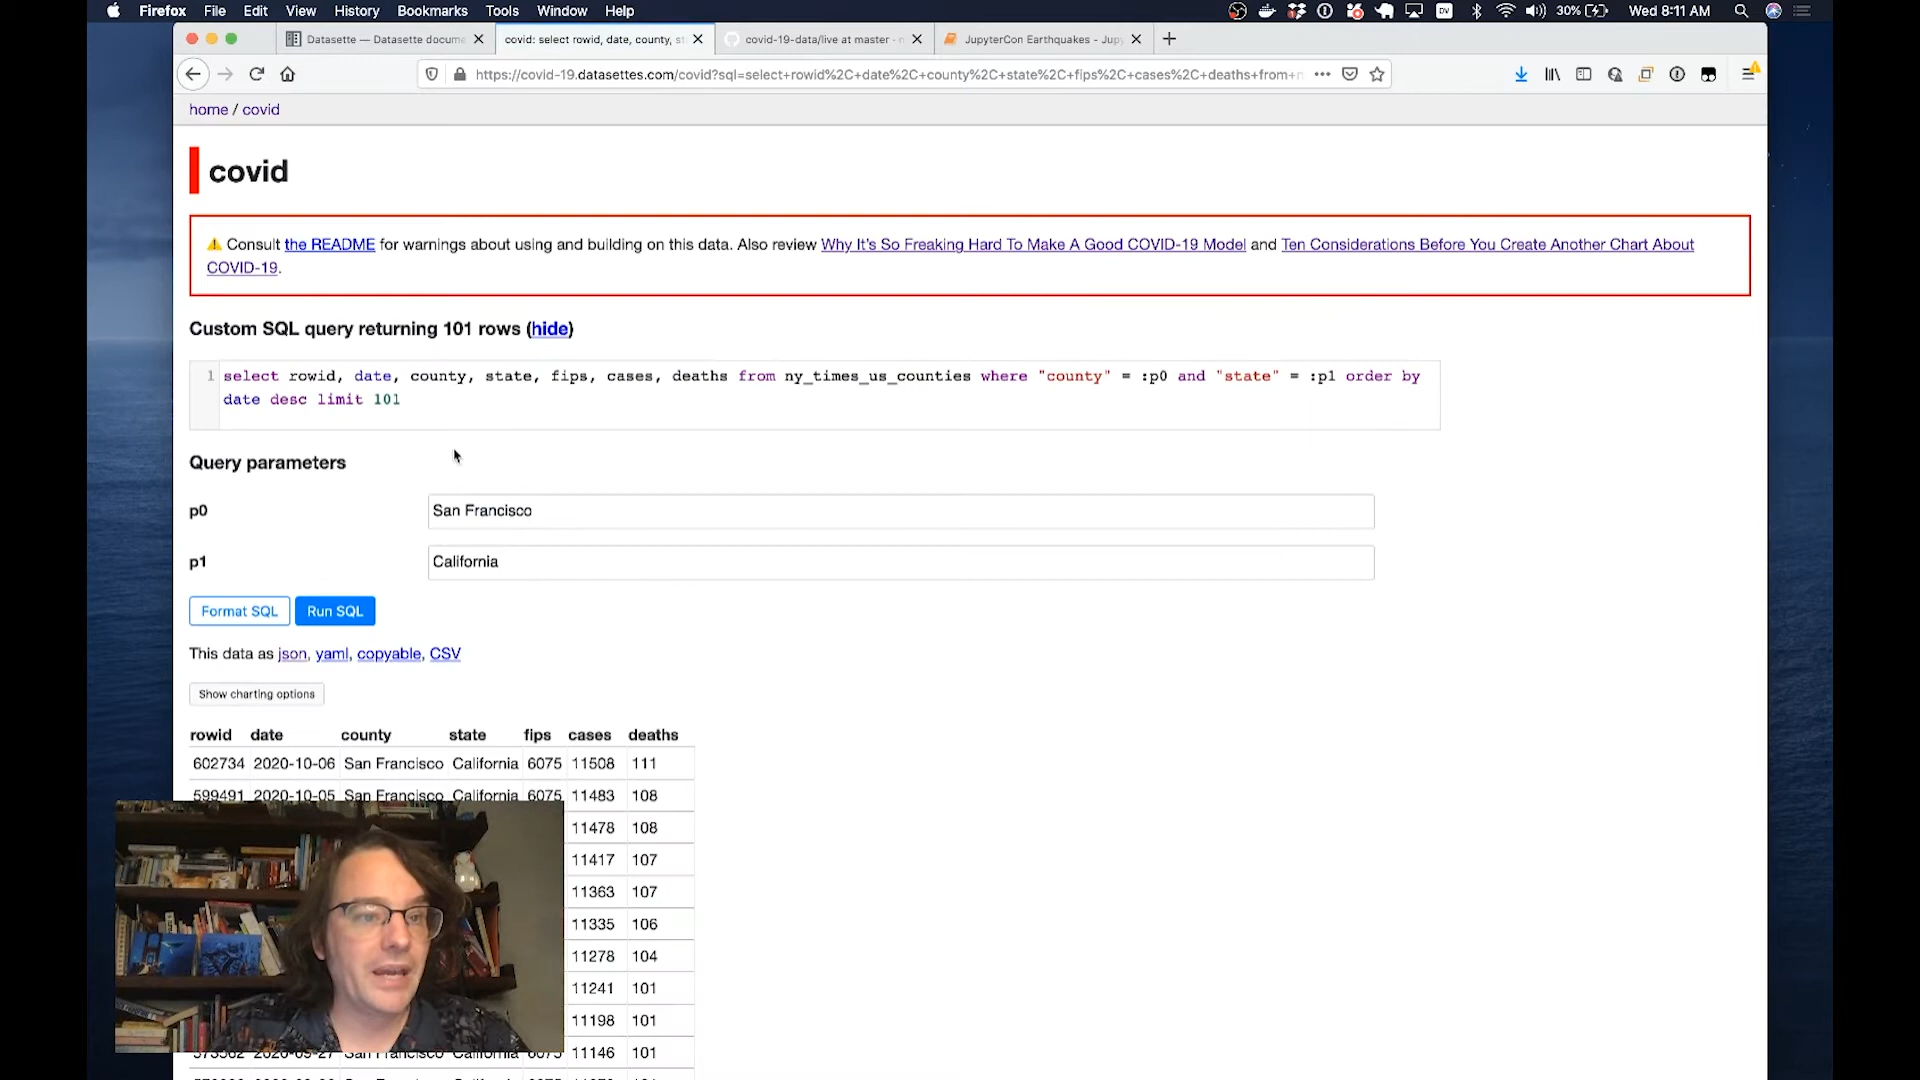 Firefox File Edit View History Bookmarks Tools Window Help DV 30% Wed 8:11 AM
Datasette — Datasette docume
covid: select rowid, date, county, st
covid-19-data/live at master · n
JupyterCon Earthquakes - Jup
https://covid-19.datasettes.com/covid?sql=select+rowid%2C+date%2C+county%2C+state%2C+fips%2C+cases%2C+deaths+from+n
home / covid
covid
Consult the README for warnings about using and building on this data. Also review Why It's So Freaking Hard To Make A Good COVID-19 Model and Ten Considerations Before You Create Another Chart About
COVID-19.
Custom SQL query returning 101 rows (hide)
1 select rowid, date, county, state, fips, cases, deaths from ny_times_us_counties where "county" = :p0 and "state" = :p1 order by
date desc limit 101
Query parameters
p0 San Francisco
p1 California
Format SQL Run SQL
This data as json, yaml, copyable, CSV
Show charting options
rowid date county state fips cases deaths
602734 2020-10-06 San Francisco California 6075 11508 111
599491 2020-10-05 San Francisco California 6075 11483 108
11478 108
11417 107
11363 107
11335 106
11278 104
11241 101
11198 101
573562 2020-09-27 San Francisco California 6075 11146 101